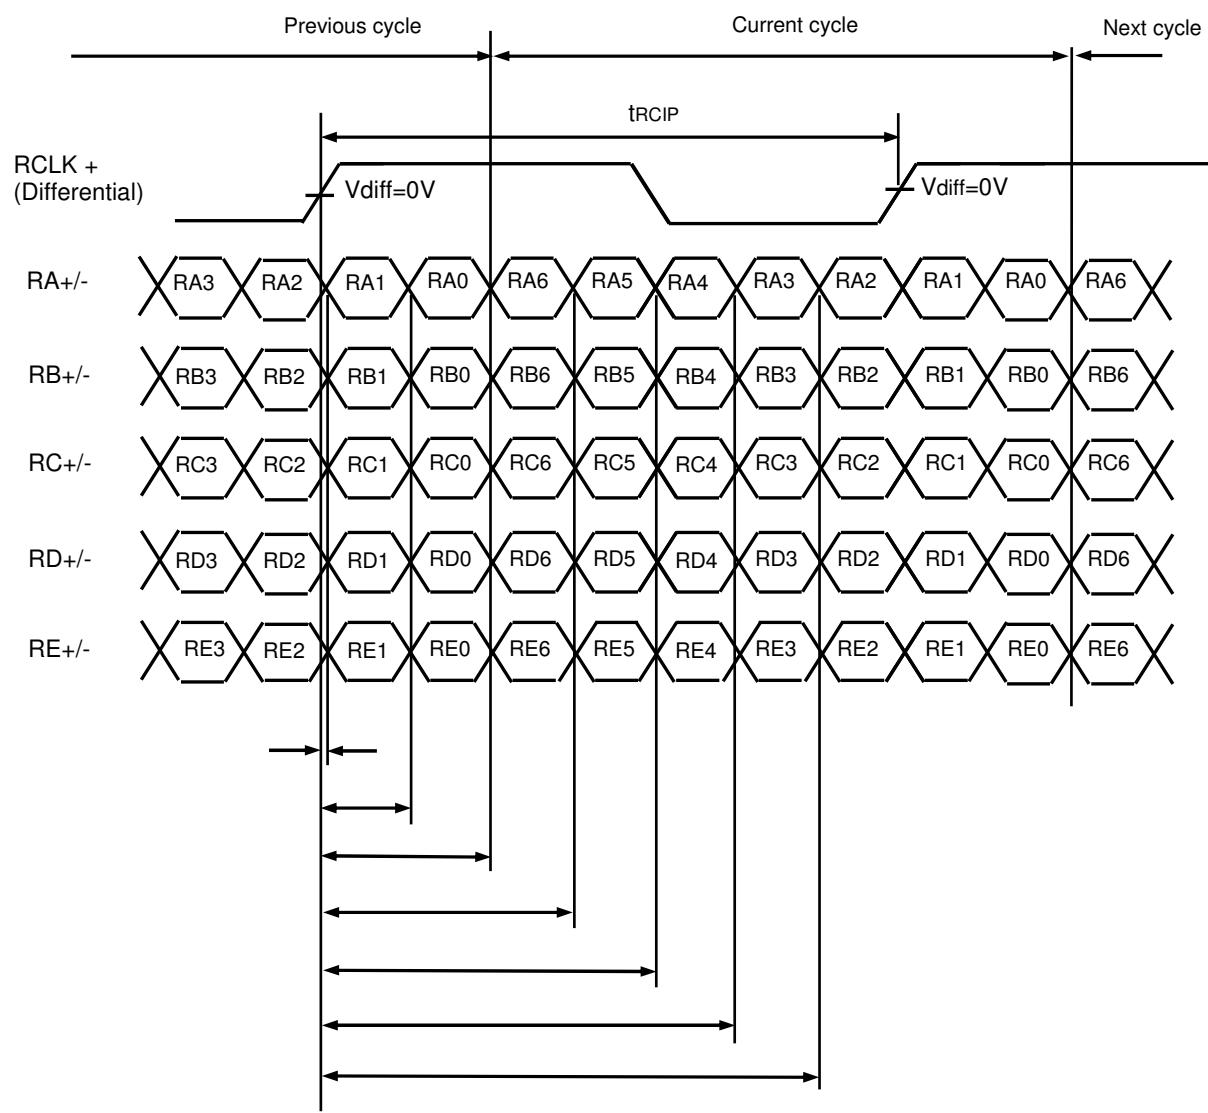 Previous cycle
Current cycle
Next cycle
tRCIP
RCLK +
(Differential)
Vdiff=0V
Vdiff=0V
RA+/-
RA3 RA2 RA1 RA0 RA6 RA5 RA4 RA3 RA2 RA1 RA0 RA6
RB+/-
RB3 RB2 RB1 RB0 RB6 RB5 RB4 RB3 RB2 RB1 RB0 RB6
RC+/-
RC3 RC2 RC1 RC0 RC6 RC5 RC4 RC3 RC2 RC1 RC0 RC6
RD+/-
RD3 RD2 RD1 RD0 RD6 RD5 RD4 RD3 RD2 RD1 RD0 RD6
RE+/-
RE3 RE2 RE1 RE0 RE6 RE5 RE4 RE3 RE2 RE1 RE0 RE6